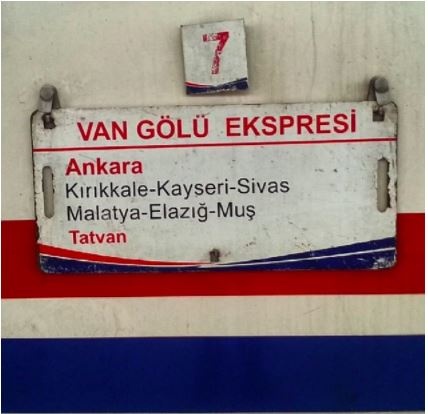 7
VAN GÖLÜ EKSPRESİ
Ankara
Kırıkkale-Kayseri-Sivas
Malatya-Elazığ-Muş
Tatvan